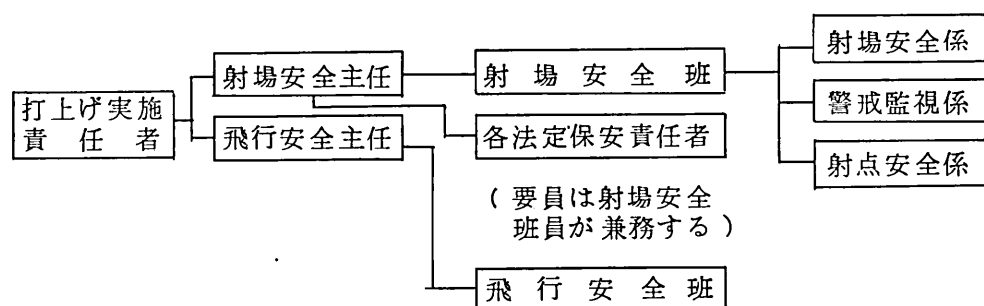 打上げ実施
責任者
射場安全主任
飛行安全主任
射場安全班
各法定保安責任者
(要員は射場安全
班員が兼務する)
飛行安全班
射場安全係
警戒監視係
射点安全係